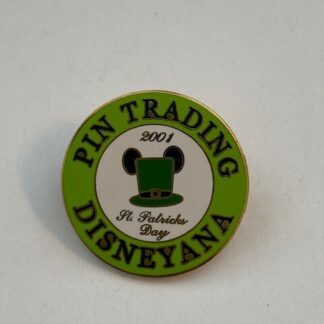 PIN TRADING
2001
St. Patricks
Day
DISNEYANA